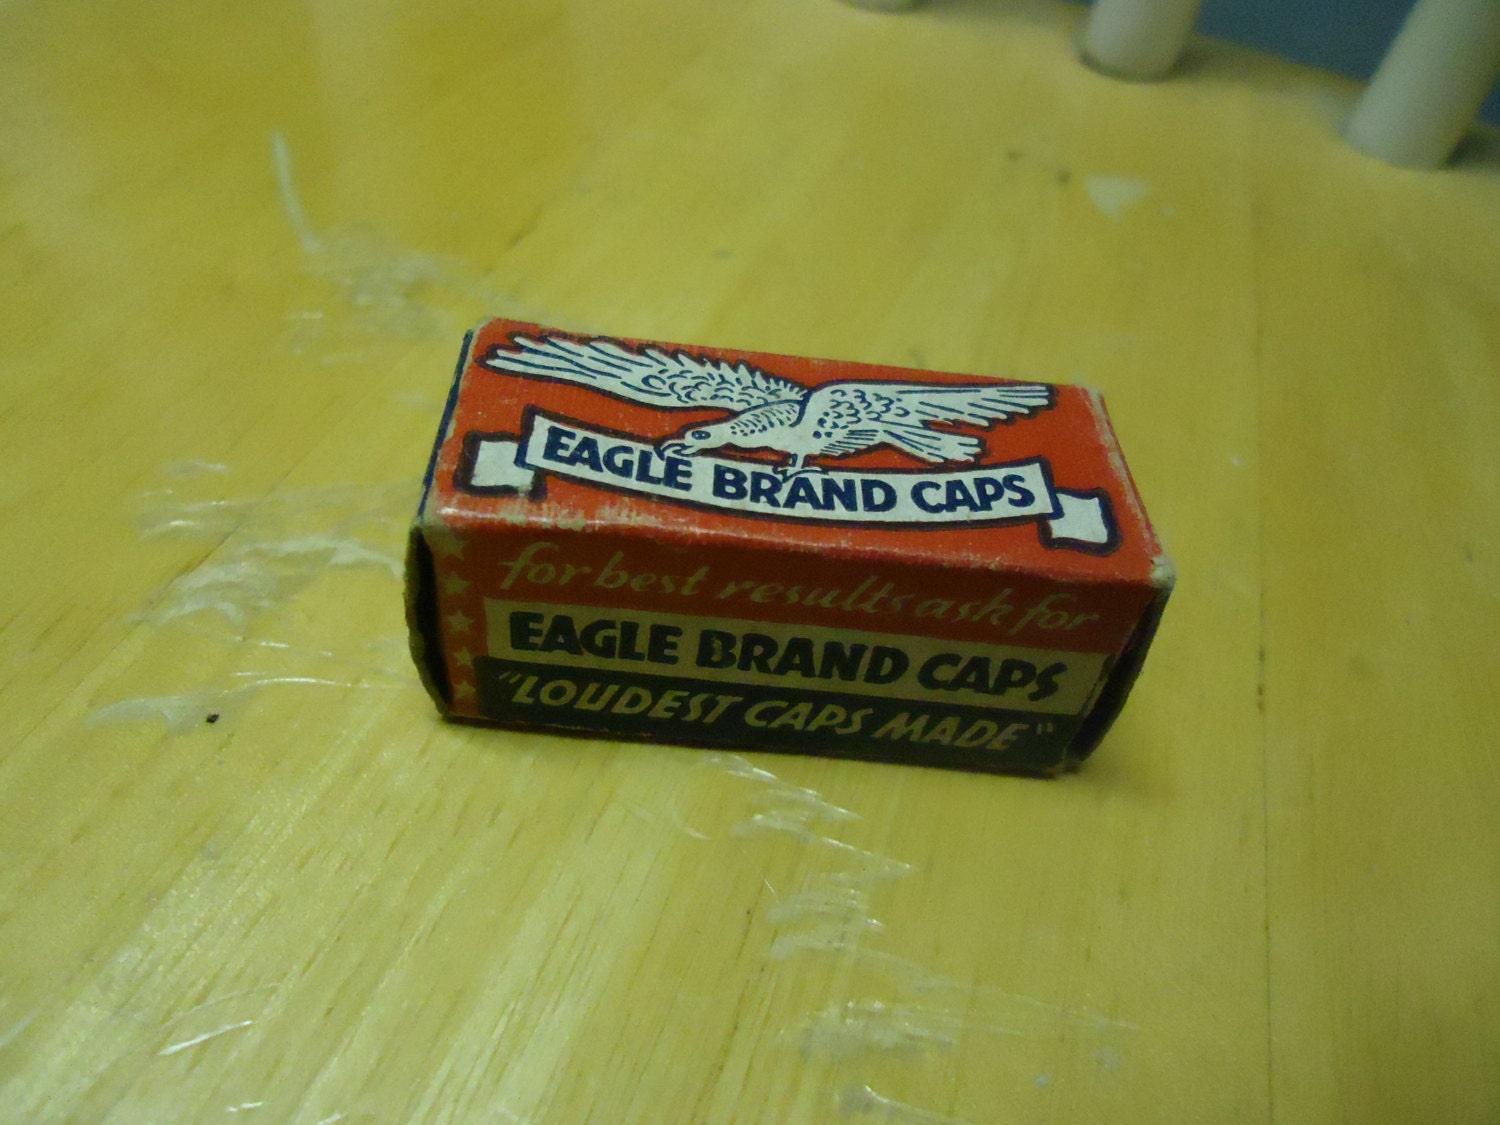 EAGLE BRAND CAPS
for best results ask for
EAGLE BRAND CAPS
"LOUDEST CAPS MADE"